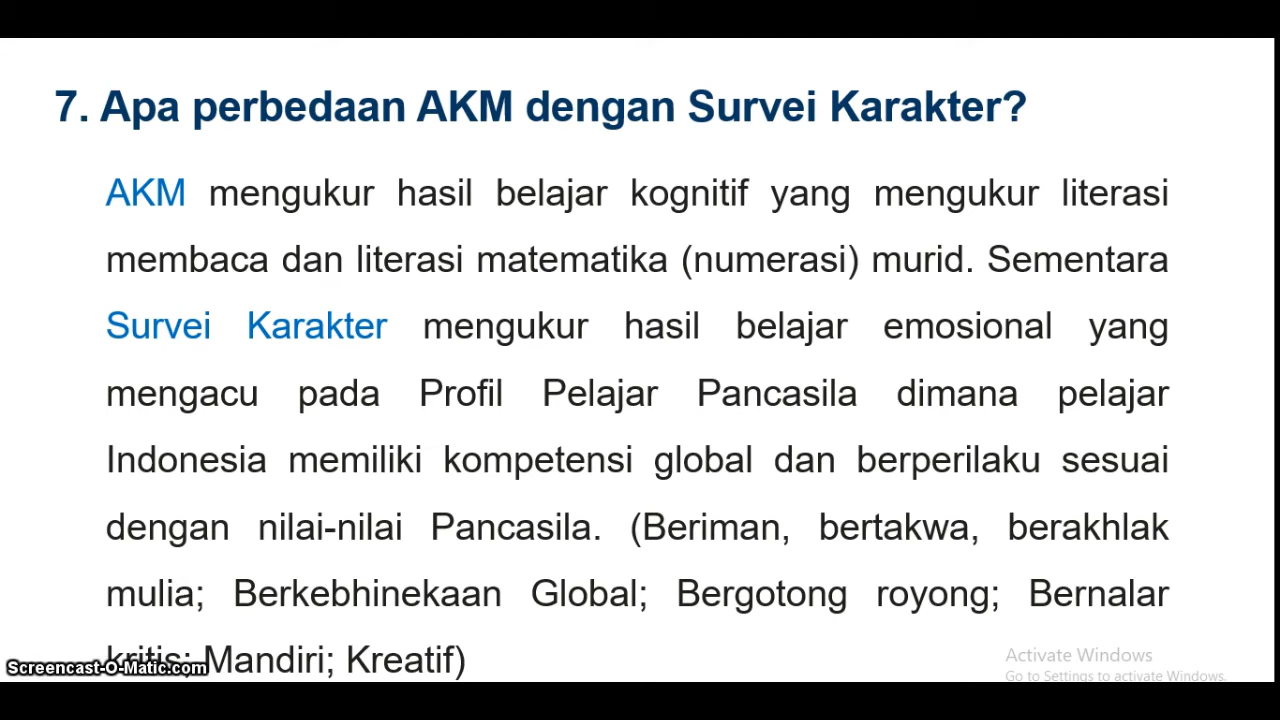 7. Apa perbedaan AKM dengan Survei Karakter?
AKM mengukur hasil belajar kognitif yang mengukur literasi
membaca dan literasi matematika (numerasi) murid. Sementara
Survei Karakter mengukur hasil belajar emosional yang
mengacu pada Profil Pelajar Pancasila dimana pelajar
Indonesia memiliki kompetensi global dan berperilaku sesuai
dengan nilai-nilai Pancasila. (Beriman, bertakwa, berakhlak
mulia; Berkebhinekaan Global; Bergotong royong; Bernalar
kritis; Mandiri; Kreatif)
Screencast-O-Matic.com
Activate Windows
Go to Settings to activate Windows.